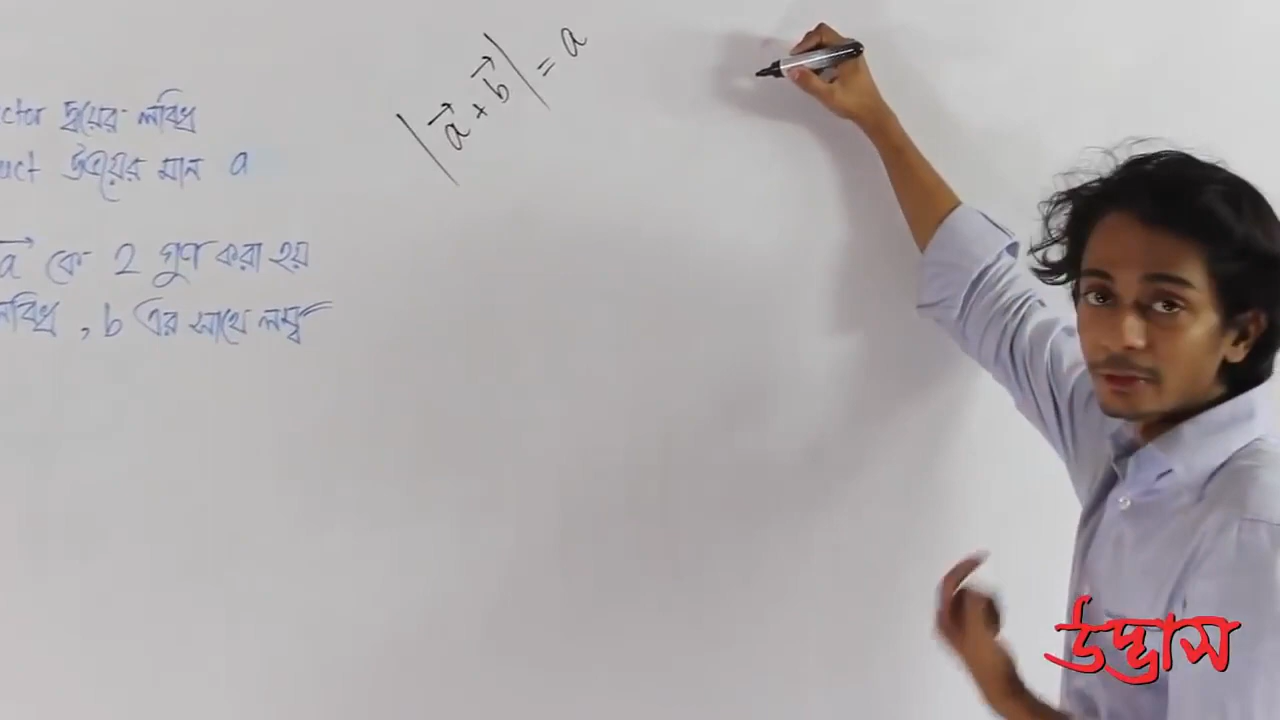 ctor দ্বয়ের লব্ধি
uct উভয়ের মান a
a⃗ কে 2 গুণ করা হয়
লব্ধি , b এর সাথে লম্ব
|a⃗ + b⃗| = a
উদ্ভাস